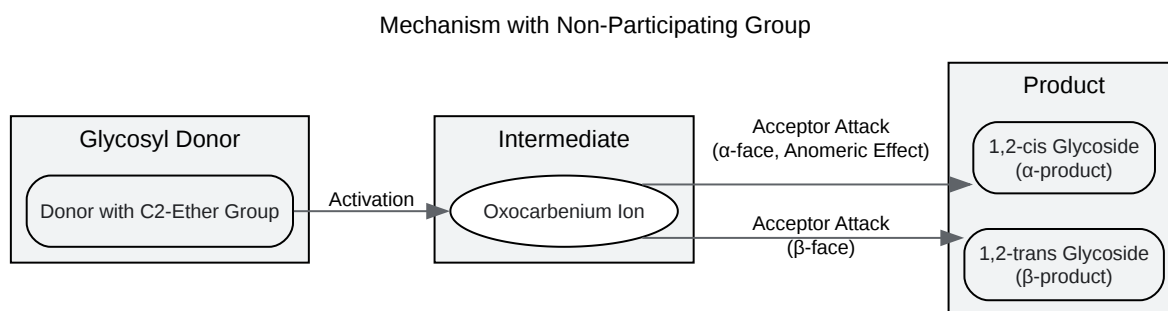 Mechanism with Non-Participating Group
Glycosyl Donor
Donor with C2-Ether Group
Activation
Intermediate
Oxocarbenium Ion
Acceptor Attack
(α-face, Anomeric Effect)
Acceptor Attack
(β-face)
Product
1,2-cis Glycoside
(α-product)
1,2-trans Glycoside
(β-product)